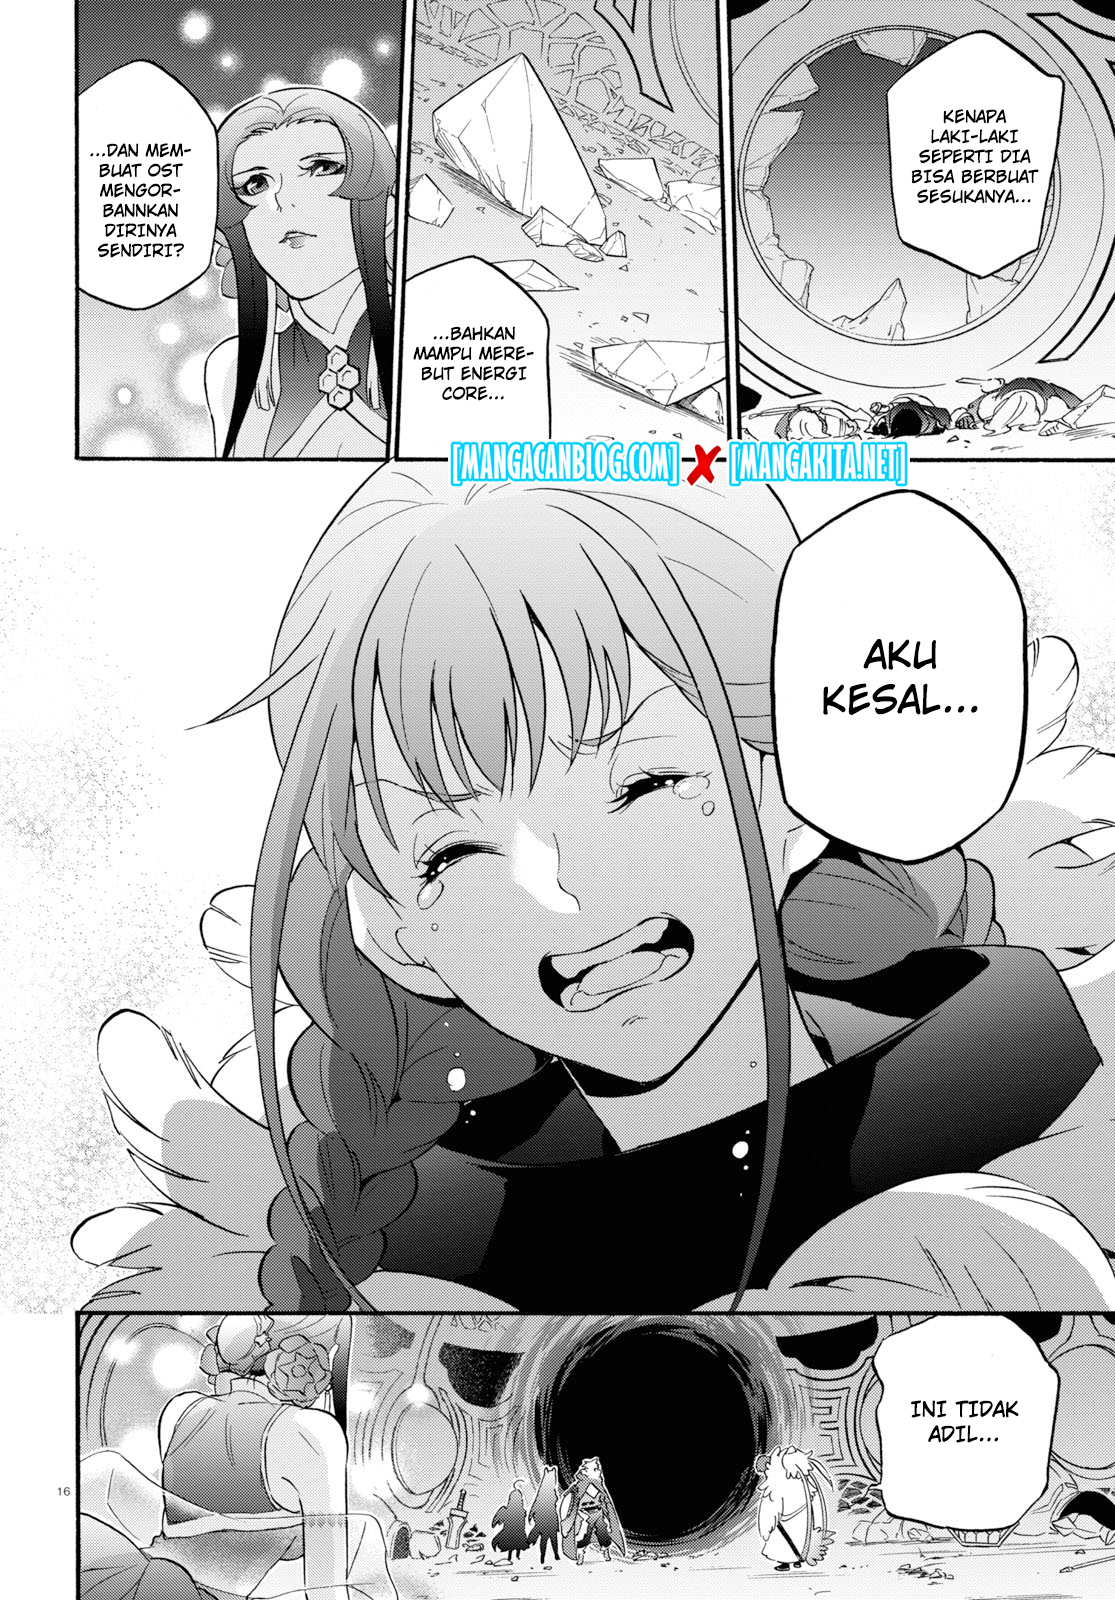 KENAPA
LAKI-LAKI
SEPERTI DIA
BISA BERBUAT
SESUKANYA...
...BAHKAN
MAMPU MERE-
BUT ENERGI
CORE...
...DAN MEM-
BUAT OST
MENGOR-
BANNKAN
DIRINYA
SENDIRI?
[MANGACANBLOG.COM] X [MANGAKITA.NET]
AKU
KESAL...
INI TIDAK
ADIL...
16